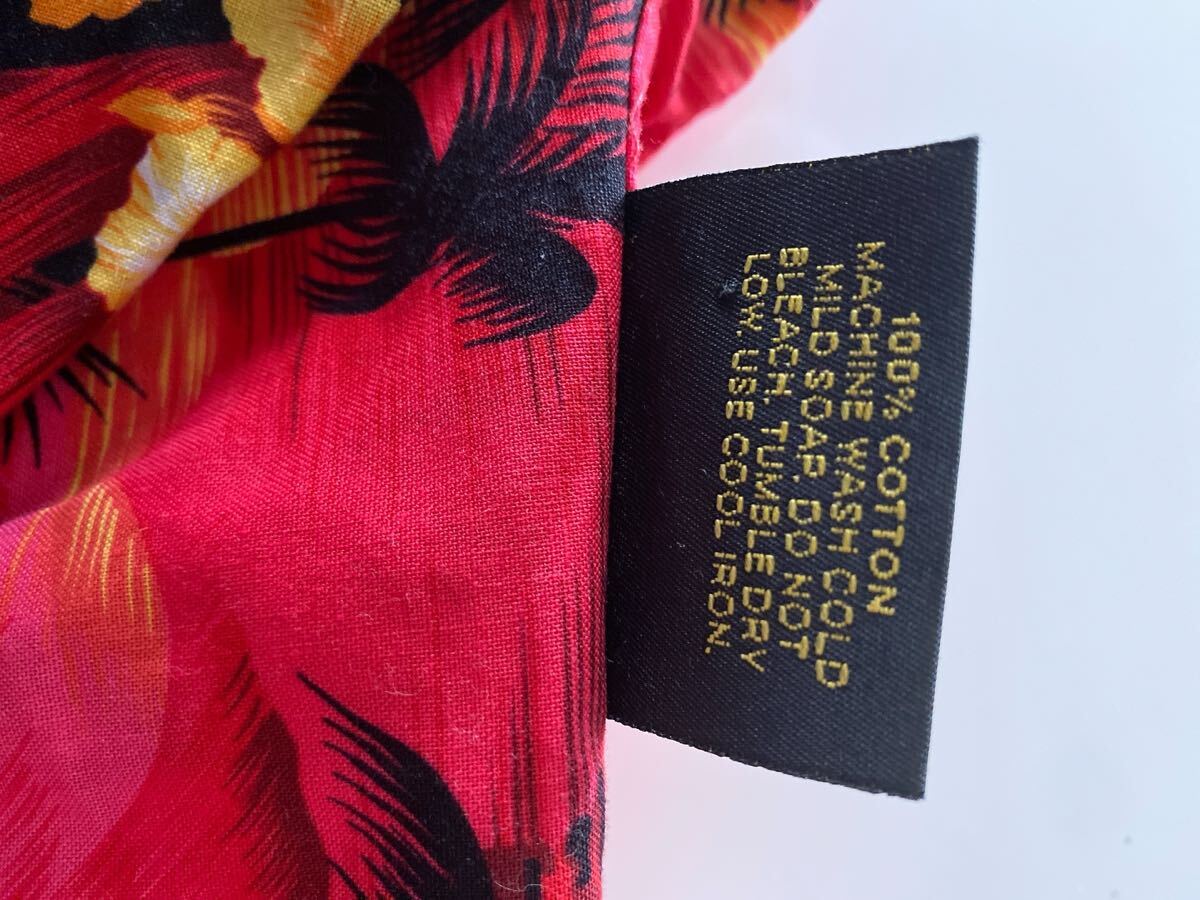 100% COTTON
MACHINE WASH COLD
MILD SOAP. DO NOT
BLEACH. TUMBLE DRY
LOW. USE COOL IRON.